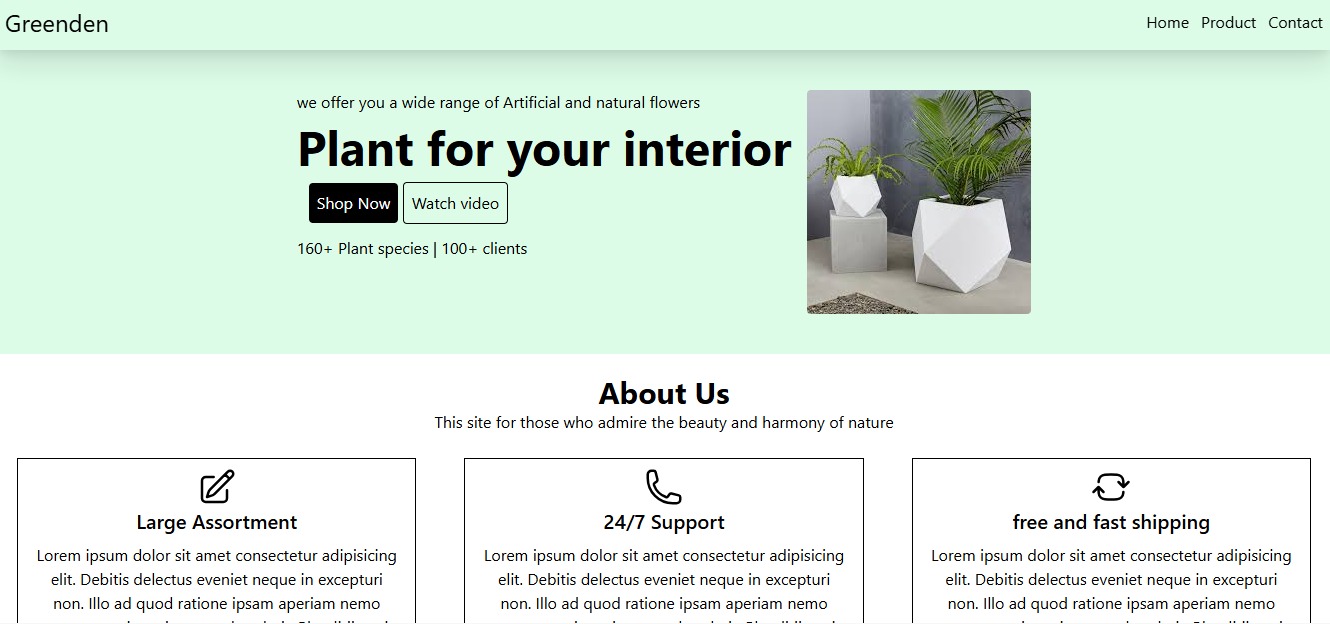 Greenden
Home Product Contact
we offer you a wide range of Artificial and natural flowers
Plant for your interior
Shop Now Watch video
160+ Plant species | 100+ clients
About Us
This site for those who admire the beauty and harmony of nature
Large Assortment
Lorem ipsum dolor sit amet consectetur adipisicing
elit. Debitis delectus eveniet neque in excepturi
non. Illo ad quod ratione ipsam aperiam nemo
24/7 Support
Lorem ipsum dolor sit amet consectetur adipisicing
elit. Debitis delectus eveniet neque in excepturi
non. Illo ad quod ratione ipsam aperiam nemo
free and fast shipping
Lorem ipsum dolor sit amet consectetur adipisicing
elit. Debitis delectus eveniet neque in excepturi
non. Illo ad quod ratione ipsam aperiam nemo